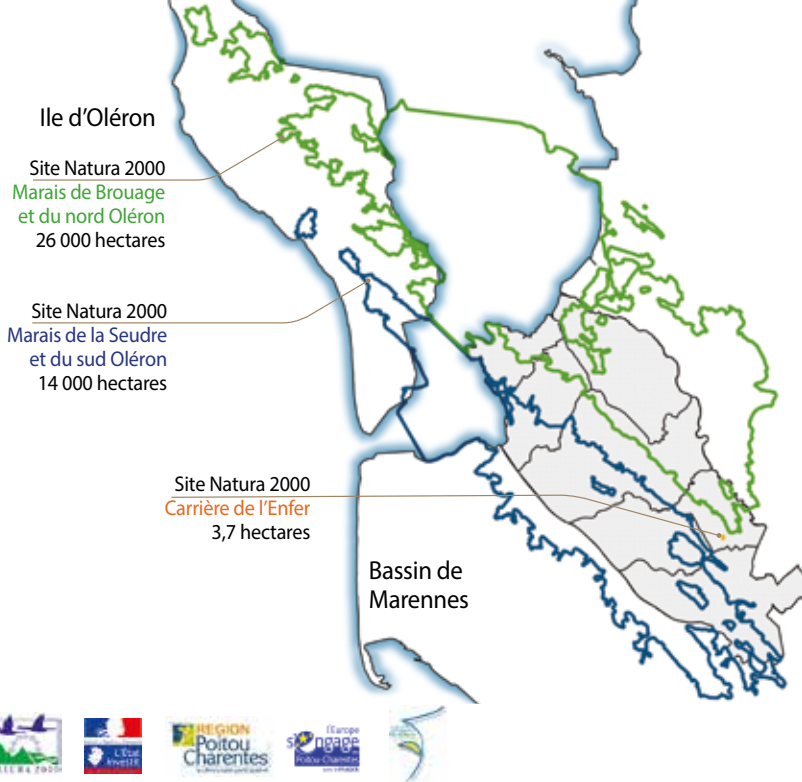 Ile d'Oléron
Site Natura 2000
Marais de Brouage
et du nord Oléron
26 000 hectares
Site Natura 2000
Marais de la Seudre
et du sud Oléron
14 000 hectares
Site Natura 2000
Carrière de l'Enfer
3,7 hectares
Bassin de
Marennes
L'État
investit
REGION
Poitou
Charentes
l'Europe
s'engage
Poitou-Charentes